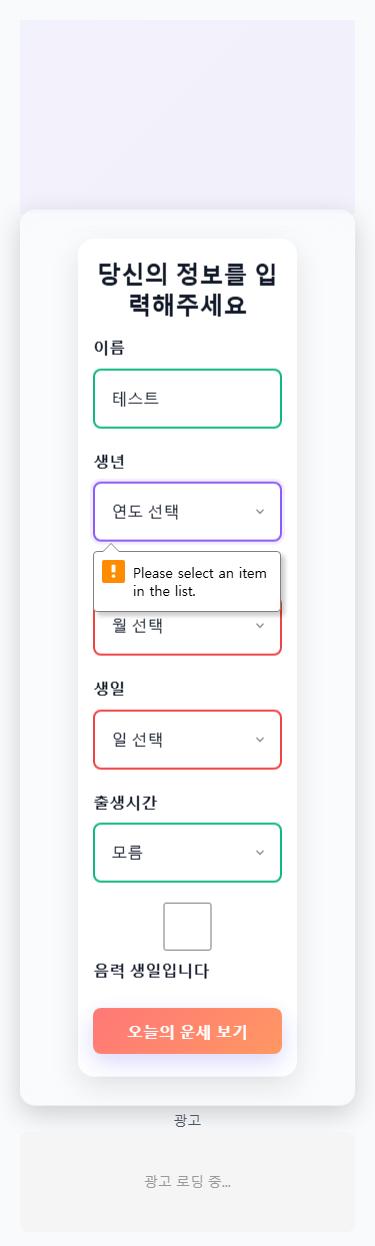 당신의 정보를 입
력해주세요
이름
테스트
생년
연도 선택
Please select an item
in the list.
월 선택
생일
일 선택
출생시간
모름
음력 생일입니다
오늘의 운세 보기
광고
광고 로딩 중...